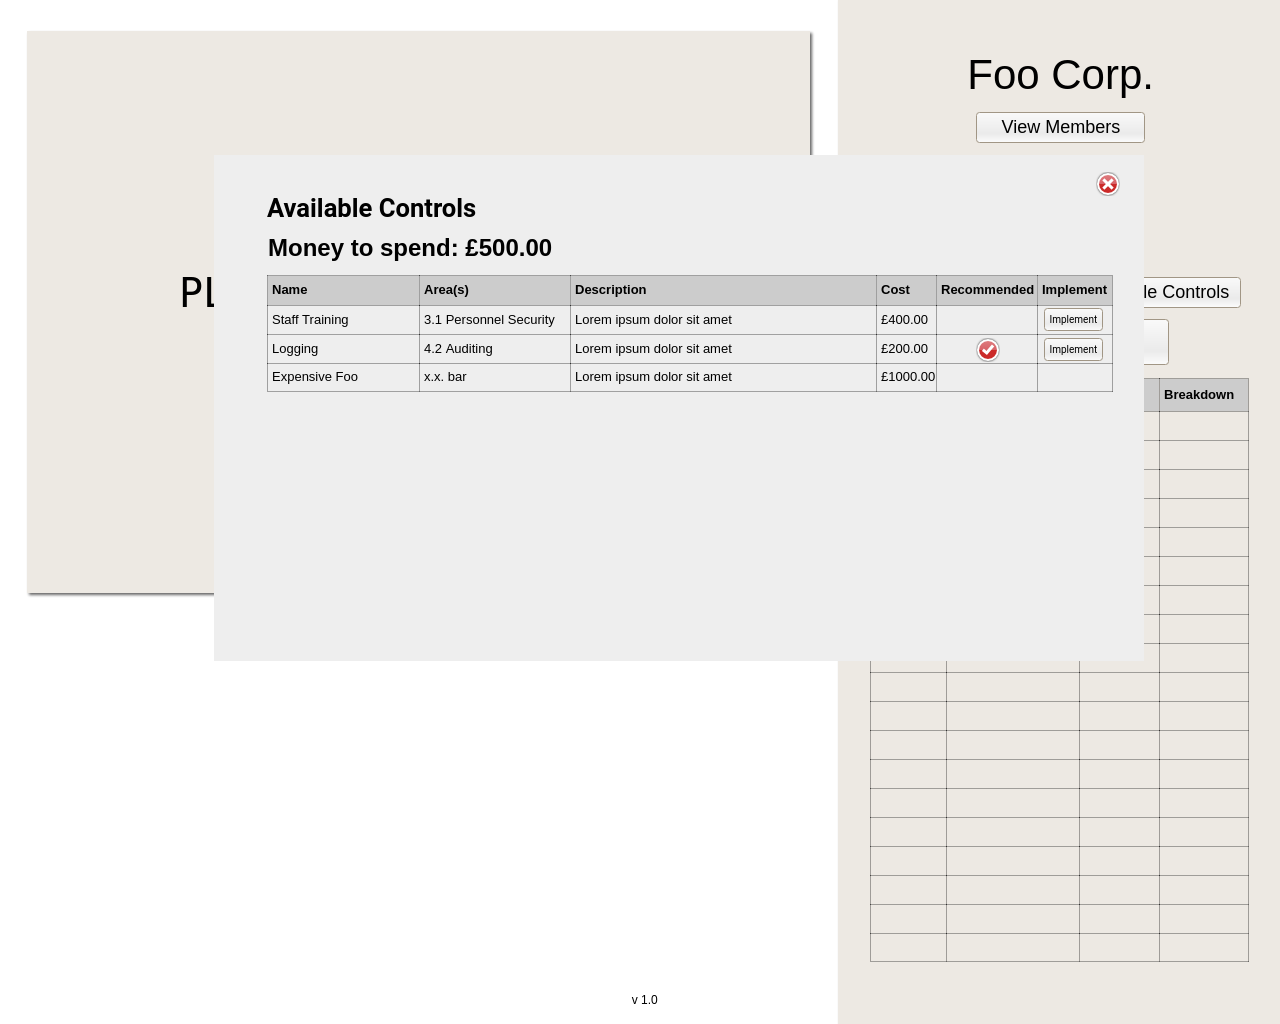 Foo Corp.
View Members
Available Controls
Money to spend: £500.00
Name Area(s) Description Cost Recommended Implement
Staff Training 3.1 Personnel Security Lorem ipsum dolor sit amet £400.00 Implement
Logging 4.2 Auditing Lorem ipsum dolor sit amet £200.00 Implement
Expensive Foo x.x. bar Lorem ipsum dolor sit amet £1000.00
PL
le Controls
Breakdown
v 1.0